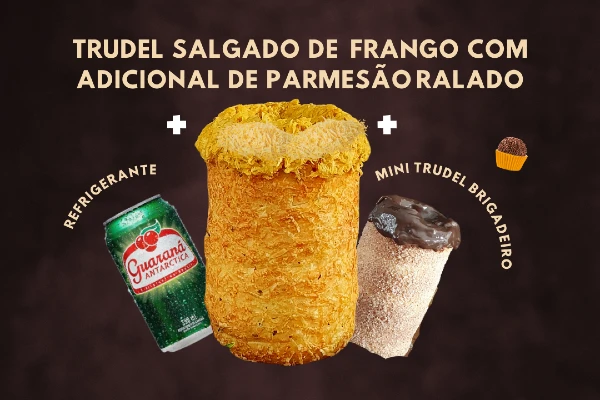 TRUDEL SALGADO DE FRANGO COM
ADICIONAL DE PARMESÃO RALADO
REFRIGERANTE
MINI TRUDEL BRIGADEIRO
Guaraná
ANTARCTICA